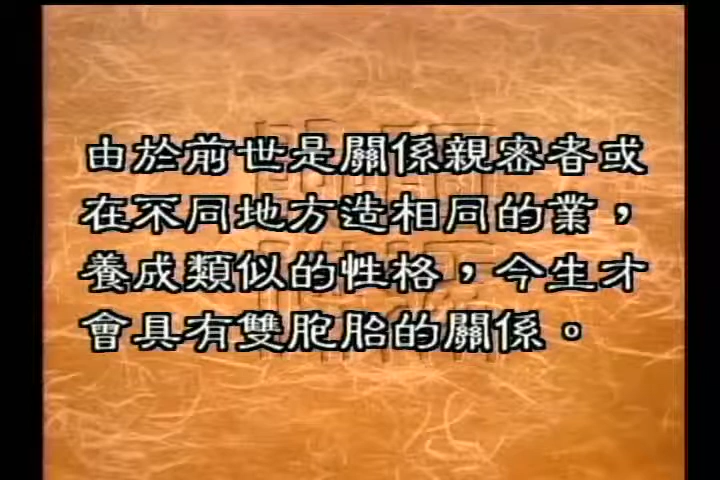 由於前世是關係親審者或
在不同地方造相同的業，
養成類似的性格，今生才
會具有雙胞胎的關係。